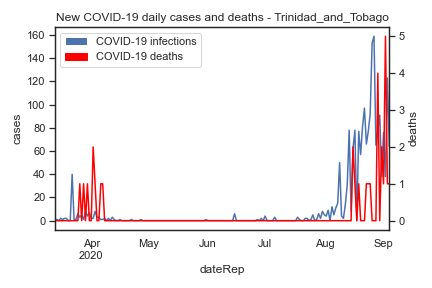 New COVID-19 daily cases and deaths - Trinidad_and_Tobago
COVID-19 infections
COVID-19 deaths
160
140
120
100
80
60
40
20
0
cases
5
4
3
2
1
0
deaths
Apr May Jun Jul Aug Sep
2020
dateRep